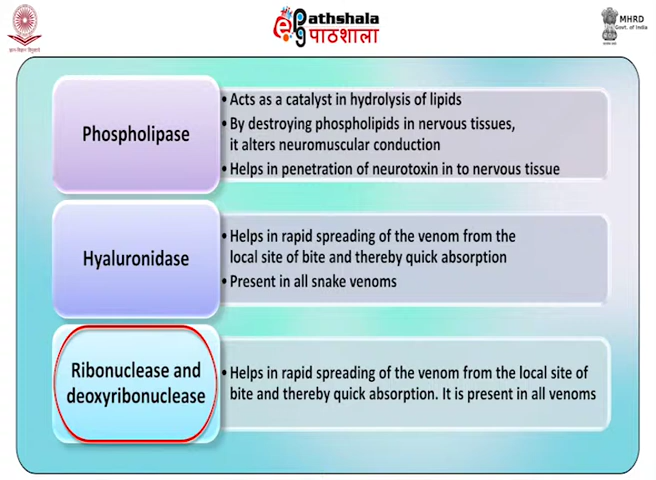 ePathshala
पाठशाला
MHRD
Govt. of India
Phospholipase
• Acts as a catalyst in hydrolysis of lipids
• By destroying phospholipids in nervous tissues,
it alters neuromuscular conduction
• Helps in penetration of neurotoxin in to nervous tissue
Hyaluronidase
• Helps in rapid spreading of the venom from the
local site of bite and thereby quick absorption
• Present in all snake venoms
Ribonuclease and
deoxyribonuclease
• Helps in rapid spreading of the venom from the local site of
bite and thereby quick absorption. It is present in all venoms